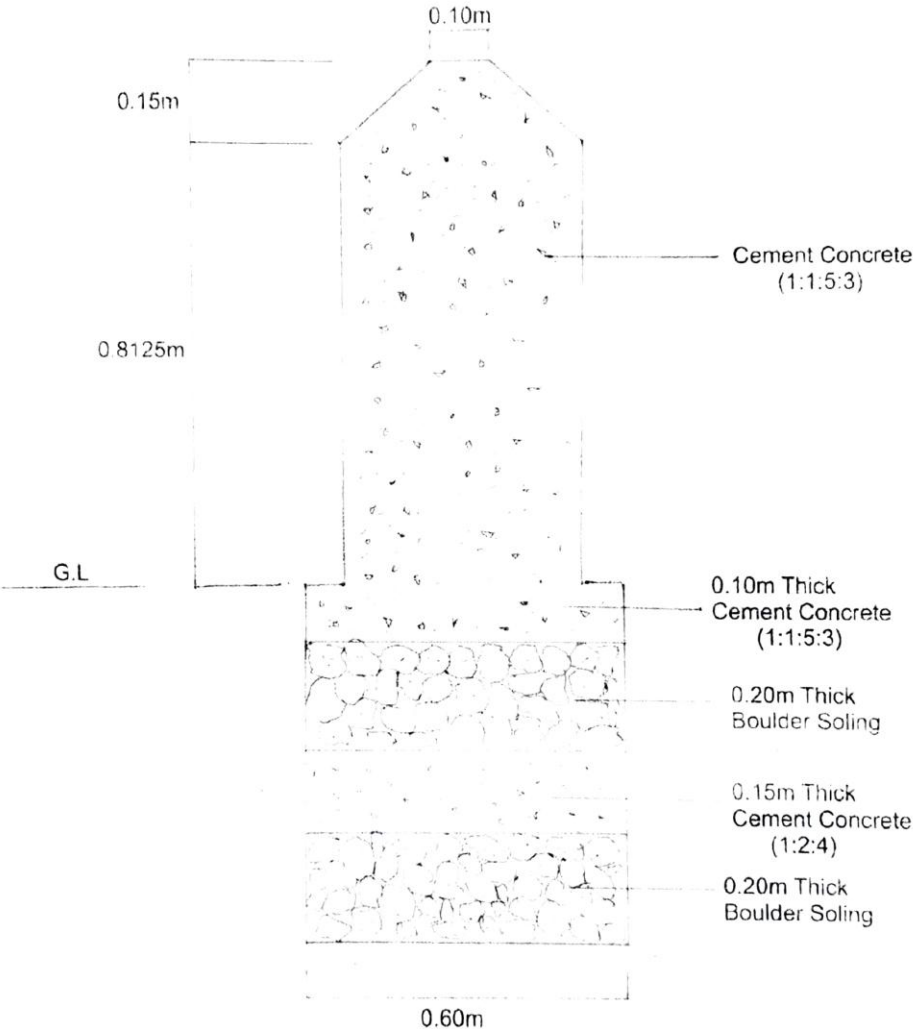 0.10m
0.15m
Cement Concrete
(1:1:5:3)
0.8125m
G.L
0.10m Thick
Cement Concrete
(1:1:5:3)
0.20m Thick
Boulder Soling
0.15m Thick
Cement Concrete
(1:2:4)
0.20m Thick
Boulder Soling
0.60m